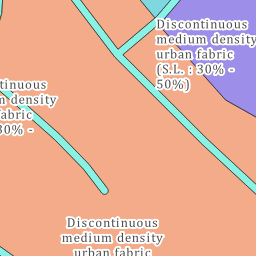 Discontinuous
medium density
urban fabric
(S.L. : 30% -
50%)
tinuous
m density
fabric
30% -
Discontinuous
medium density
urban fabric